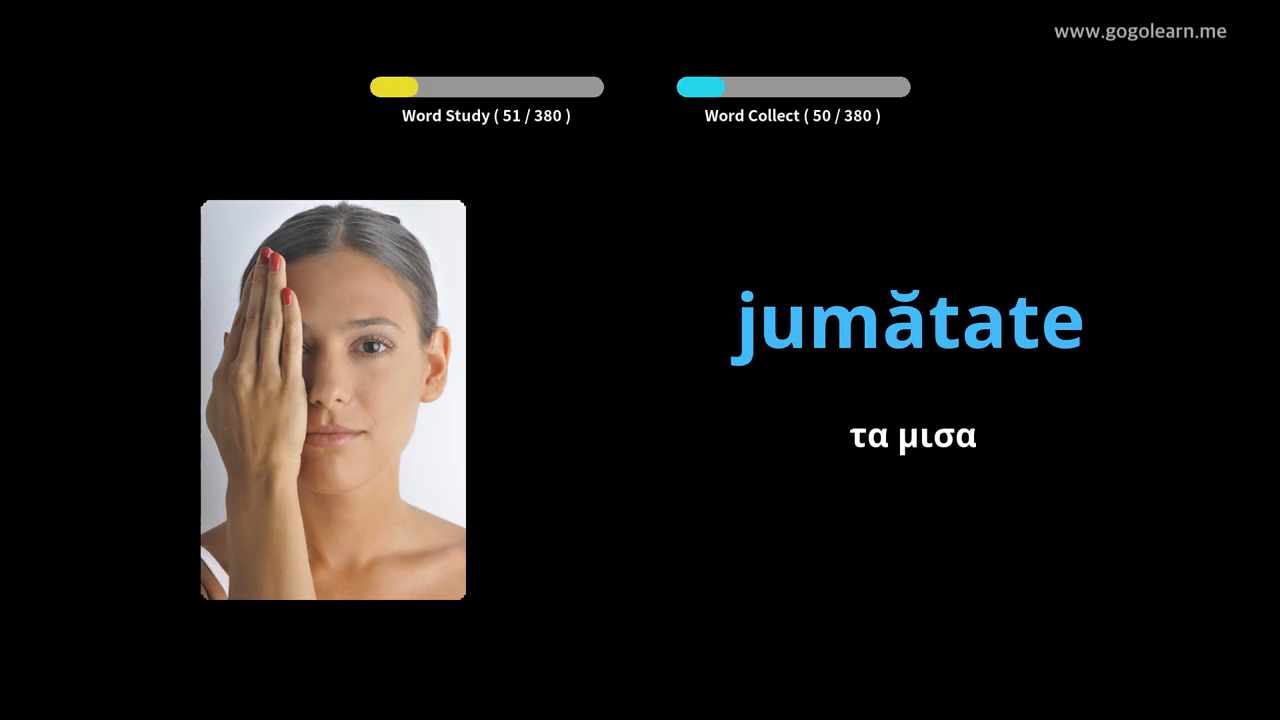 www.gogolearn.me
Word Study ( 51 / 380 )
Word Collect ( 50 / 380 )
jumătate
τα μισα